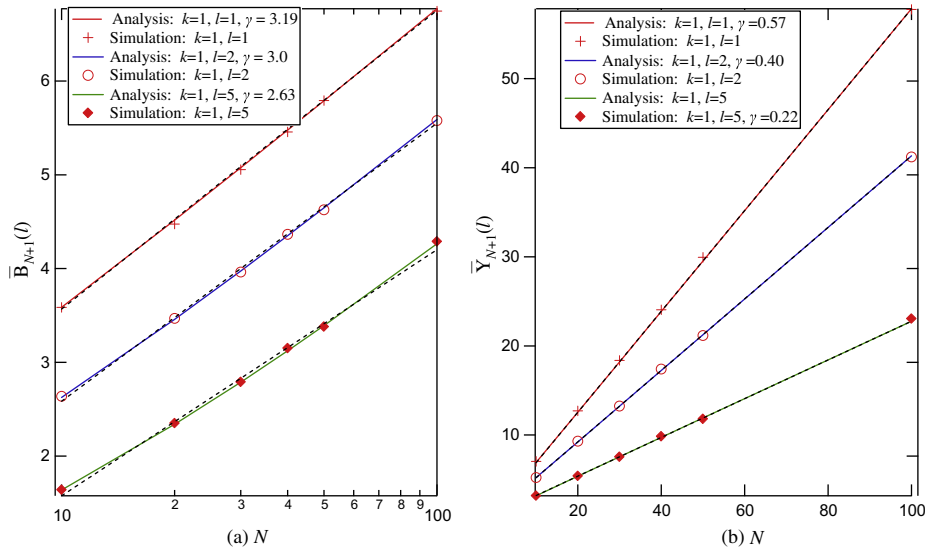 Analysis: k=1, l=1, γ = 3.19
Simulation: k=1, l=1
Analysis: k=1, l=2, γ = 3.0
Simulation: k=1, l=2
Analysis: k=1, l=5, γ = 2.63
Simulation: k=1, l=5
6
5
4
3
2
B̅_{N+1}(l)
10 2 3 4 5 6 7 8 9 100
(a) N
Analysis: k=1, l=1, γ=0.57
Simulation: k=1, l=1
Analysis: k=1, l=2, γ=0.40
Simulation: k=1, l=2
Analysis: k=1, l=5
Simulation: k=1, l=5, γ=0.22
50
40
30
20
10
Y̅_{N+1}(l)
20 40 60 80 100
(b) N